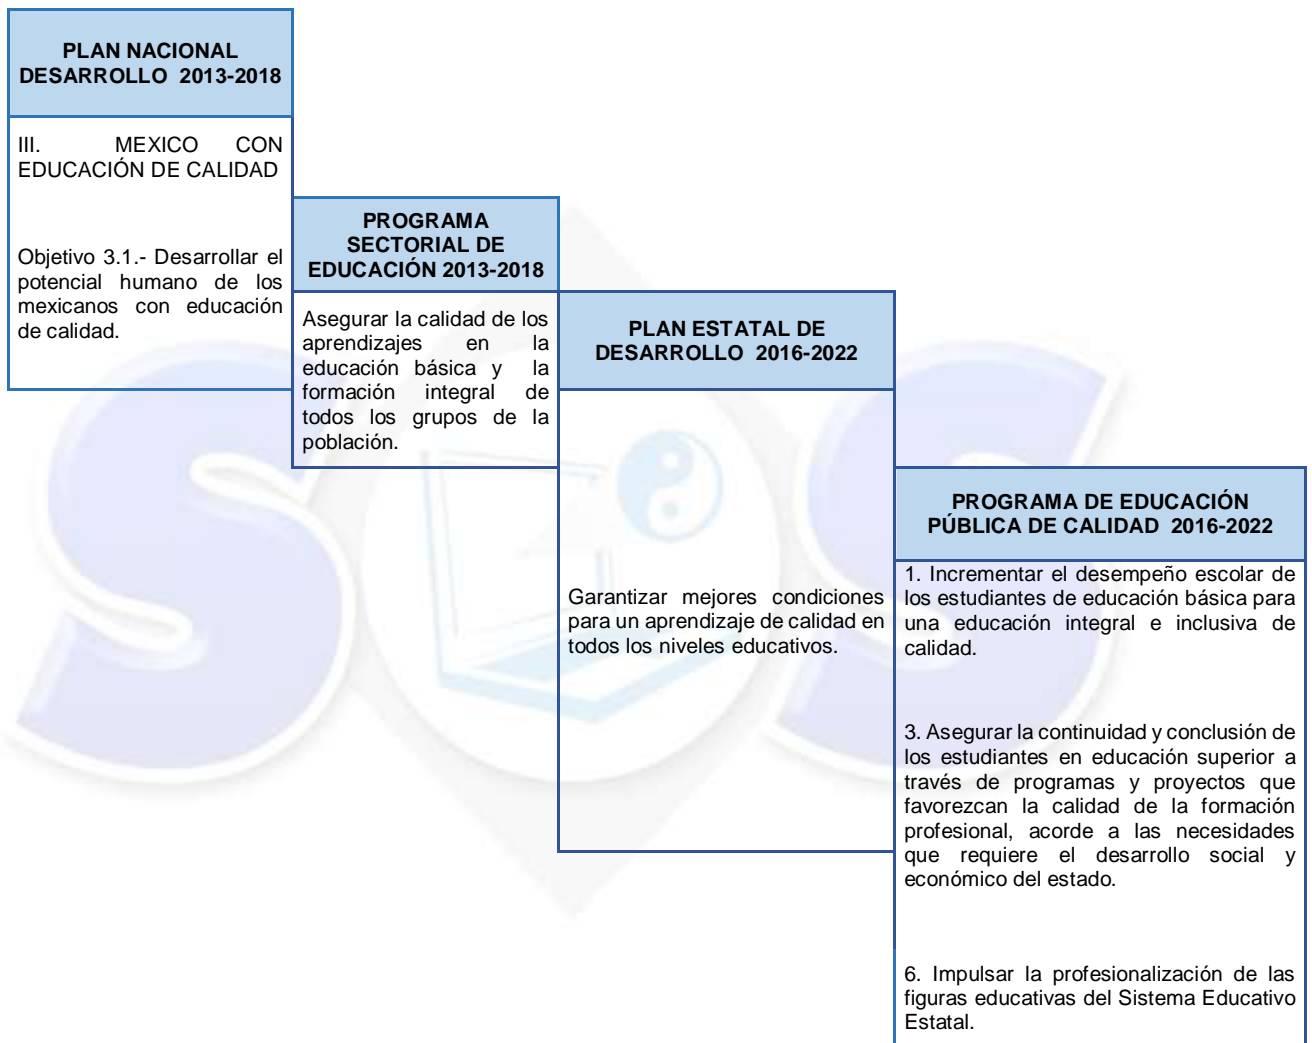 PLAN NACIONAL
DESARROLLO 2013-2018
III. MEXICO CON
EDUCACIÓN DE CALIDAD
Objetivo 3.1.- Desarrollar el
potencial humano de los
mexicanos con educación
de calidad.
PROGRAMA
SECTORIAL DE
EDUCACIÓN 2013-2018
Asegurar la calidad de los
aprendizajes en la
educación básica y la
formación integral de
todos los grupos de la
población.
PLAN ESTATAL DE
DESARROLLO 2016-2022
Garantizar mejores condiciones
para un aprendizaje de calidad en
todos los niveles educativos.
PROGRAMA DE EDUCACIÓN
PÚBLICA DE CALIDAD 2016-2022
1. Incrementar el desempeño escolar de
los estudiantes de educación básica para
una educación integral e inclusiva de
calidad.
3. Asegurar la continuidad y conclusión de
los estudiantes en educación superior a
través de programas y proyectos que
favorezcan la calidad de la formación
profesional, acorde a las necesidades
que requiere el desarrollo social y
económico del estado.
6. Impulsar la profesionalización de las
figuras educativas del Sistema Educativo
Estatal.
S S